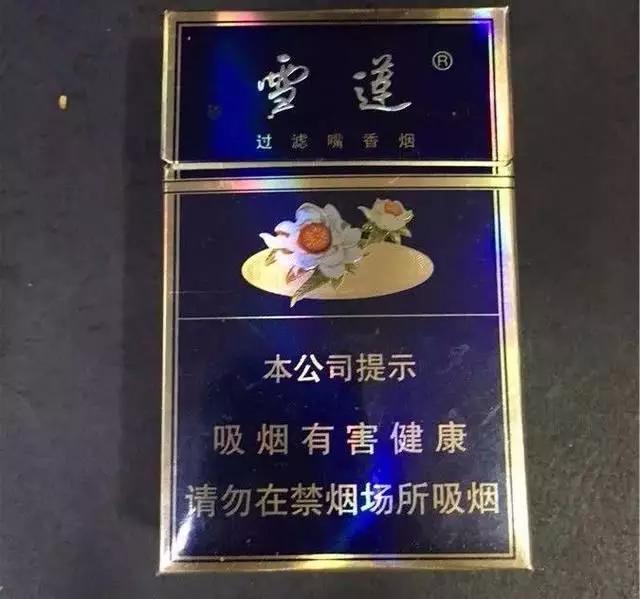 雪莲®
过滤嘴香烟
本公司提示
吸烟有害健康
请勿在禁烟场所吸烟